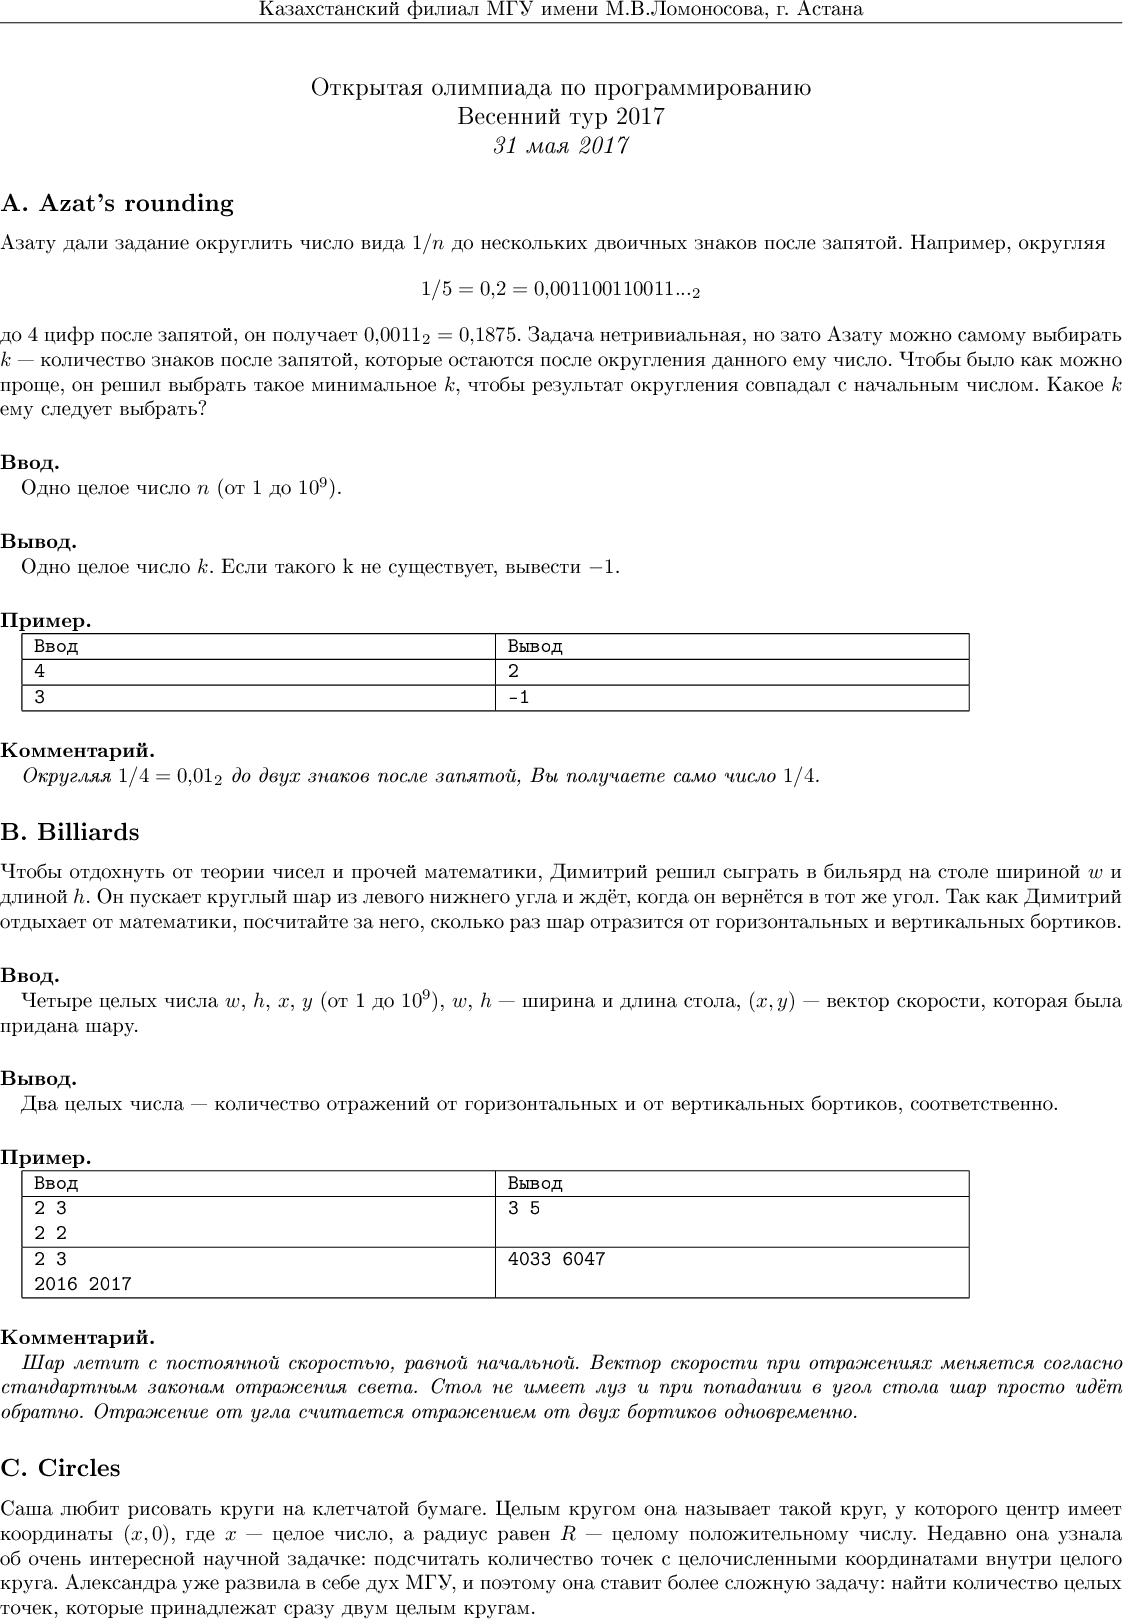 Казахстанский филиал МГУ имени М.В.Ломоносова, г. Астана
Открытая олимпиада по программированию
Весенний тур 2017
31 мая 2017
A. Azat's rounding
Азату дали задание округлить число вида 1/n до нескольких двоичных знаков после запятой. Например, округляя
1/5 = 0,2 = 0,001100110011...₂
до 4 цифр после запятой, он получает 0,0011₂ = 0,1875. Задача нетривиальная, но зато Азату можно самому выбирать
k — количество знаков после запятой, которые остаются после округления данного ему число. Чтобы было как можно
проще, он решил выбрать такое минимальное k, чтобы результат округления совпадал с начальным числом. Какое k
ему следует выбрать?
Ввод.
Одно целое число n (от 1 до 10⁹).
Вывод.
Одно целое число k. Если такого k не существует, вывести −1.
Пример.
Ввод Вывод
4 2
3 -1
Комментарий.
Округляя 1/4 = 0,01₂ до двух знаков после запятой, Вы получаете само число 1/4.
B. Billiards
Чтобы отдохнуть от теории чисел и прочей математики, Димитрий решил сыграть в бильярд на столе шириной w и
длиной h. Он пускает круглый шар из левого нижнего угла и ждёт, когда он вернётся в тот же угол. Так как Димитрий
отдыхает от математики, посчитайте за него, сколько раз шар отразится от горизонтальных и вертикальных бортиков.
Ввод.
Четыре целых числа w, h, x, y (от 1 до 10⁹), w, h — ширина и длина стола, (x, y) — вектор скорости, которая была
придана шару.
Вывод.
Два целых числа — количество отражений от горизонтальных и от вертикальных бортиков, соответственно.
Пример.
Ввод Вывод
2 3 3 5
2 2
2 3 4033 6047
2016 2017
Комментарий.
Шар летит с постоянной скоростью, равной начальной. Вектор скорости при отражениях меняется согласно
стандартным законам отражения света. Стол не имеет луз и при попадании в угол стола шар просто идёт
обратно. Отражение от угла считается отражением от двух бортиков одновременно.
C. Circles
Саша любит рисовать круги на клетчатой бумаге. Целым кругом она называет такой круг, у которого центр имеет
координаты (x, 0), где x — целое число, а радиус равен R — целому положительному числу. Недавно она узнала
об очень интересной научной задачке: подсчитать количество точек с целочисленными координатами внутри целого
круга. Александра уже развила в себе дух МГУ, и поэтому она ставит более сложную задачу: найти количество целых
точек, которые принадлежат сразу двум целым кругам.